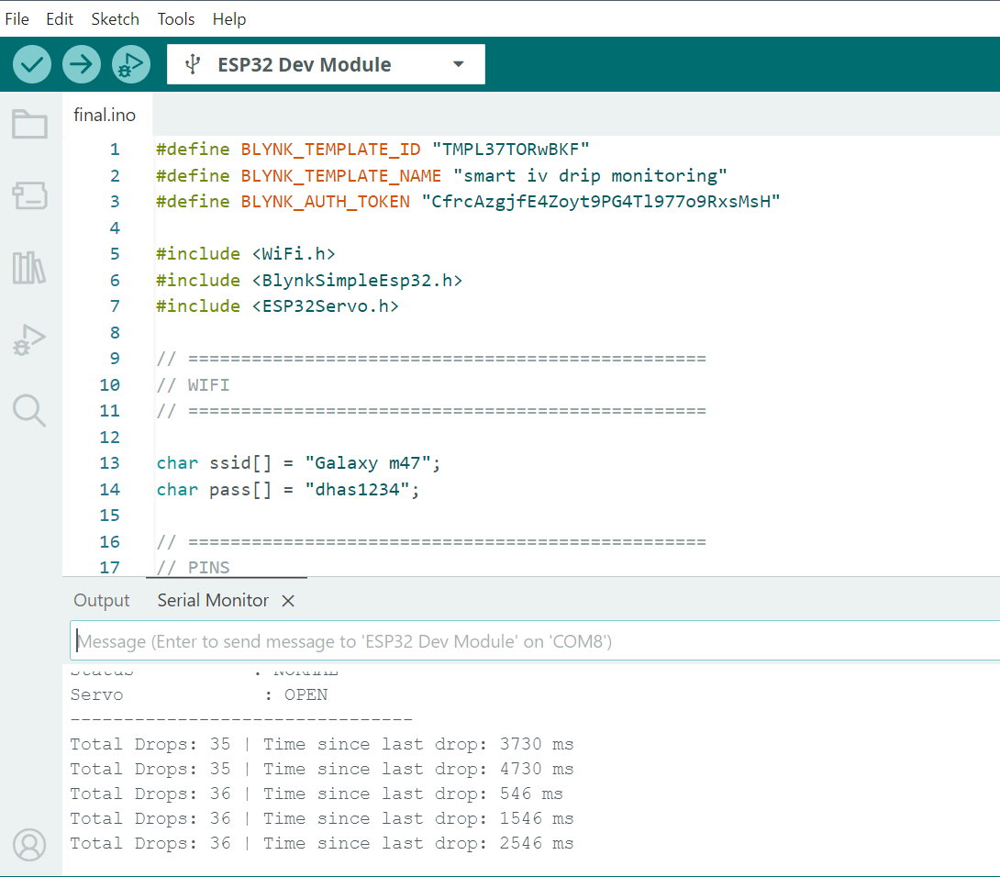 File Edit Sketch Tools Help
ESP32 Dev Module
final.ino
1 #define BLYNK_TEMPLATE_ID "TMPL37TORwBKF"
2 #define BLYNK_TEMPLATE_NAME "smart iv drip monitoring"
3 #define BLYNK_AUTH_TOKEN "CfrcAzgjfE4Zoyt9PG4Tl977o9RxsMsH"
4
5 #include <WiFi.h>
6 #include <BlynkSimpleEsp32.h>
7 #include <ESP32Servo.h>
8
9 // =================================================
10 // WIFI
11 // =================================================
12
13 char ssid[] = "Galaxy m47";
14 char pass[] = "dhas1234";
15
16 // =================================================
17 // PINS
Output Serial Monitor
Message (Enter to send message to 'ESP32 Dev Module' on 'COM8')
Status : NORMAL
Servo : OPEN
--------------------------------
Total Drops: 35 | Time since last drop: 3730 ms
Total Drops: 35 | Time since last drop: 4730 ms
Total Drops: 36 | Time since last drop: 546 ms
Total Drops: 36 | Time since last drop: 1546 ms
Total Drops: 36 | Time since last drop: 2546 ms